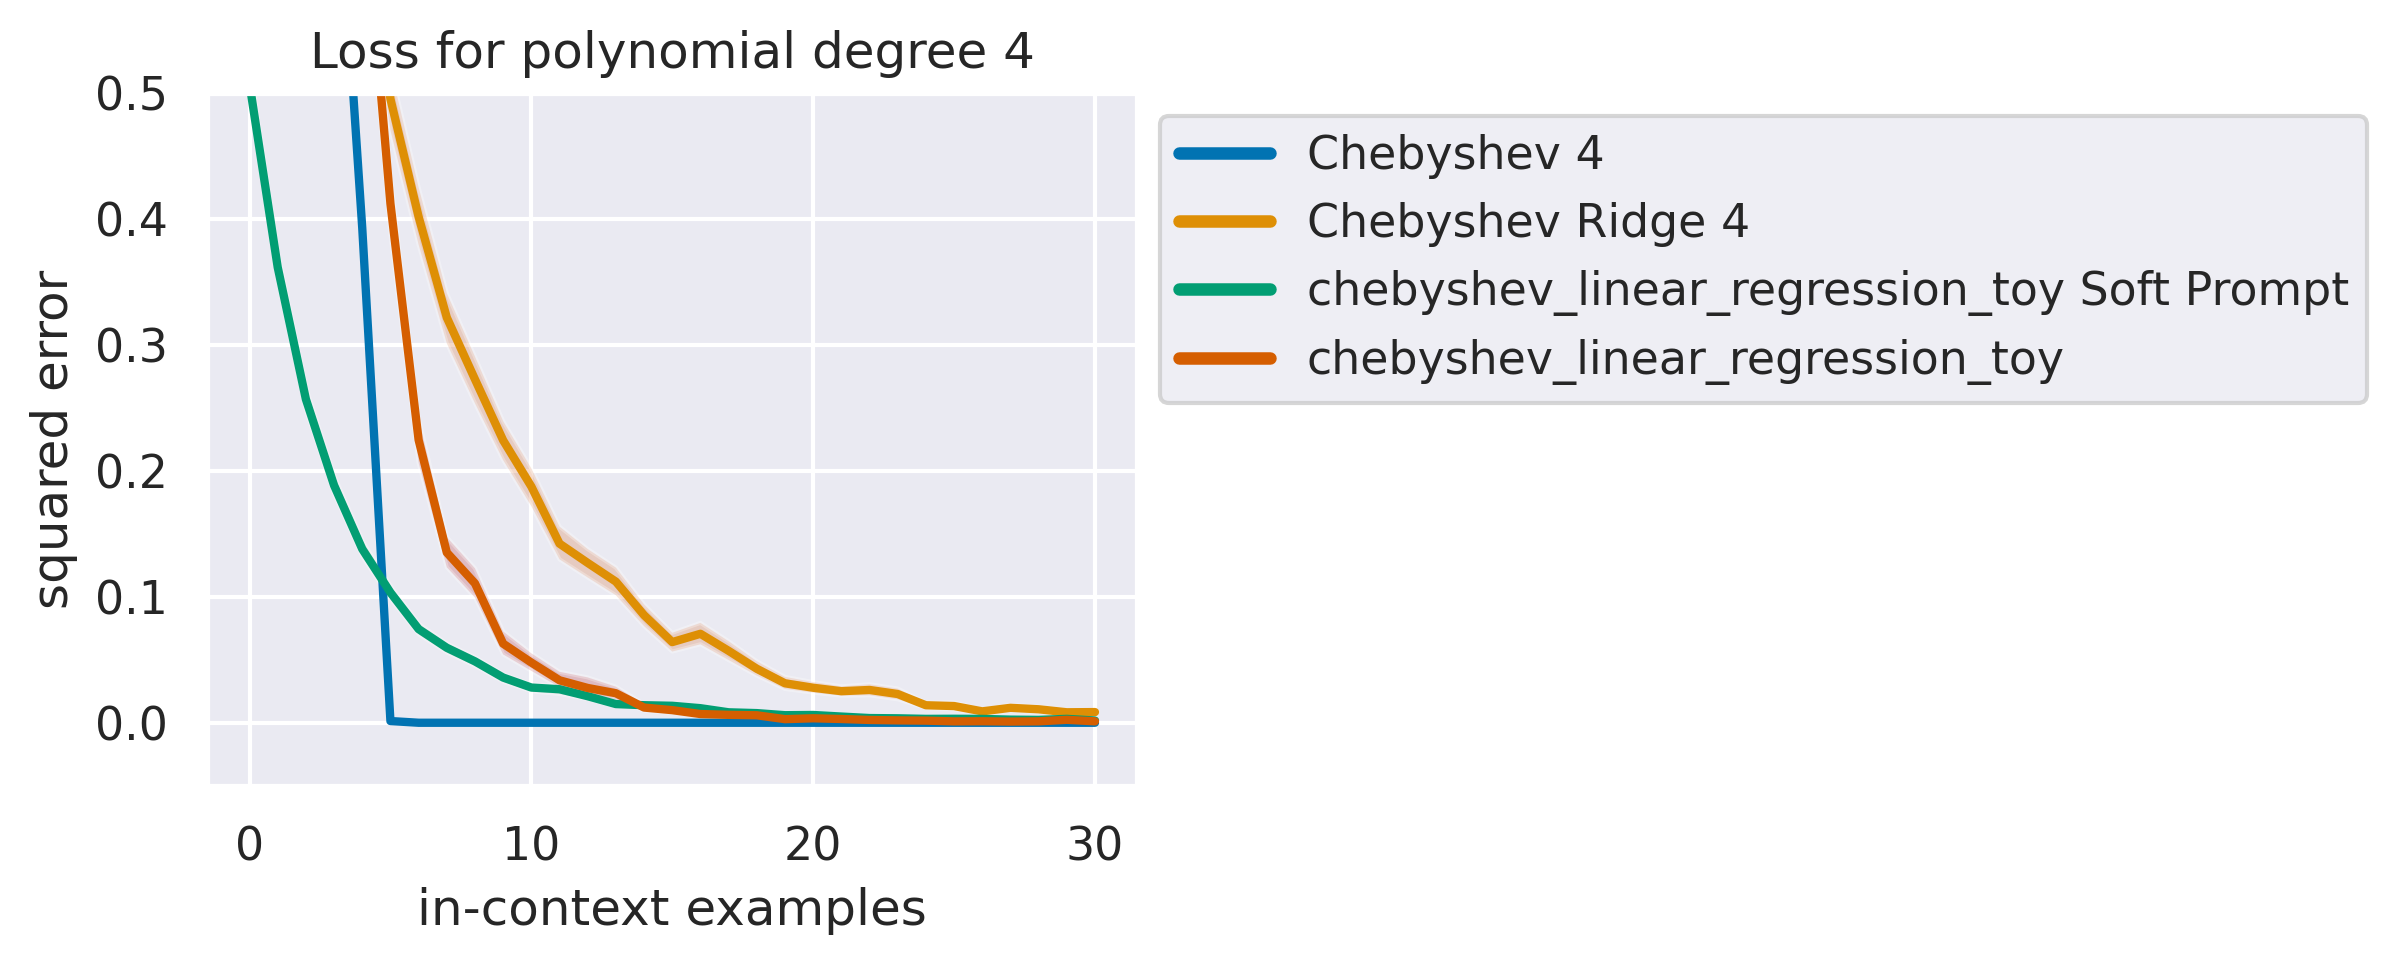 Loss for polynomial degree 4
0.5
0.4
0.3
0.2
0.1
0.0
squared error
0 10 20 30
in-context examples
Chebyshev 4
Chebyshev Ridge 4
chebyshev_linear_regression_toy Soft Prompt
chebyshev_linear_regression_toy